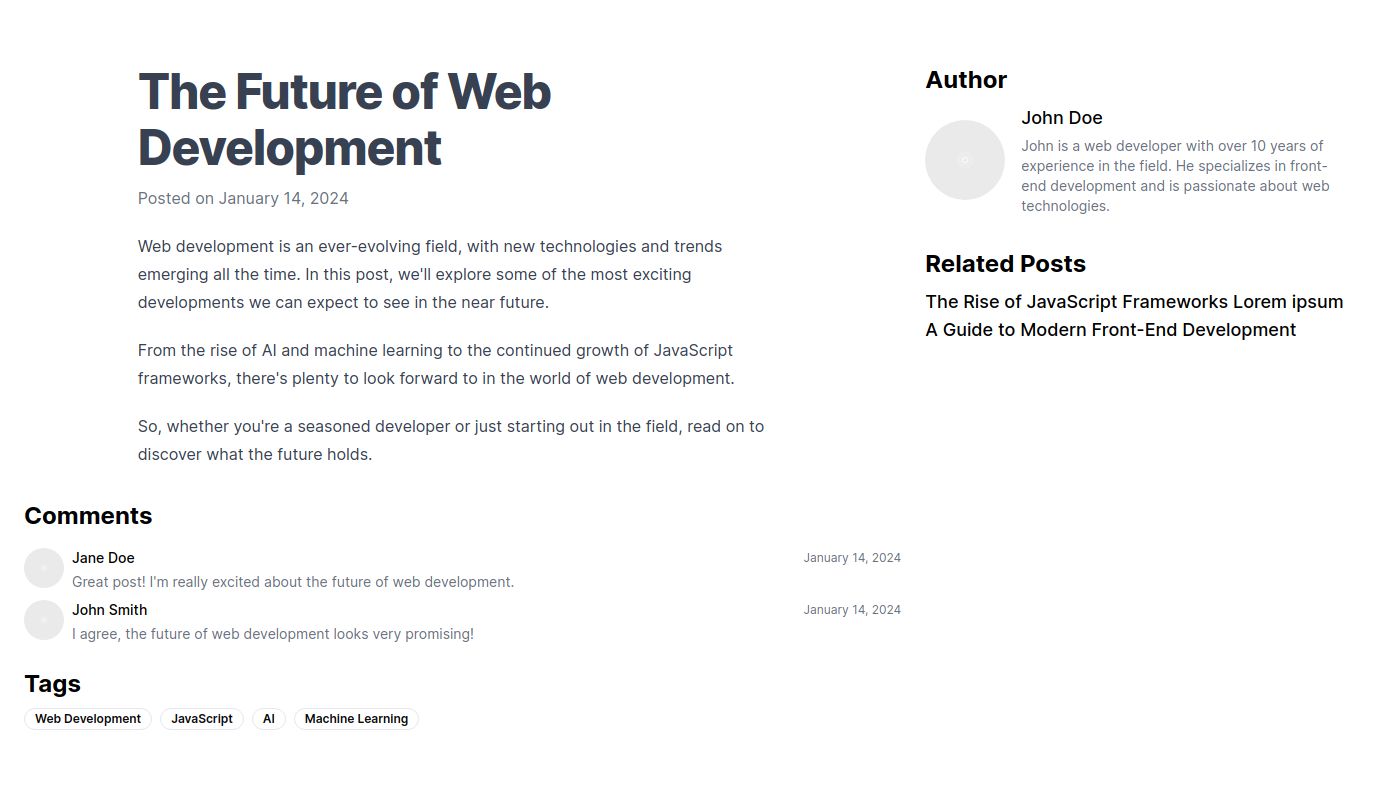 The Future of Web
Development
Posted on January 14, 2024
Web development is an ever-evolving field, with new technologies and trends
emerging all the time. In this post, we'll explore some of the most exciting
developments we can expect to see in the near future.
From the rise of AI and machine learning to the continued growth of JavaScript
frameworks, there's plenty to look forward to in the world of web development.
So, whether you're a seasoned developer or just starting out in the field, read on to
discover what the future holds.
Comments
Jane Doe
January 14, 2024
Great post! I'm really excited about the future of web development.
John Smith
January 14, 2024
I agree, the future of web development looks very promising!
Tags
Web Development
JavaScript
AI
Machine Learning
Author
John Doe
John is a web developer with over 10 years of
experience in the field. He specializes in front-
end development and is passionate about web
technologies.
Related Posts
The Rise of JavaScript Frameworks Lorem ipsum
A Guide to Modern Front-End Development